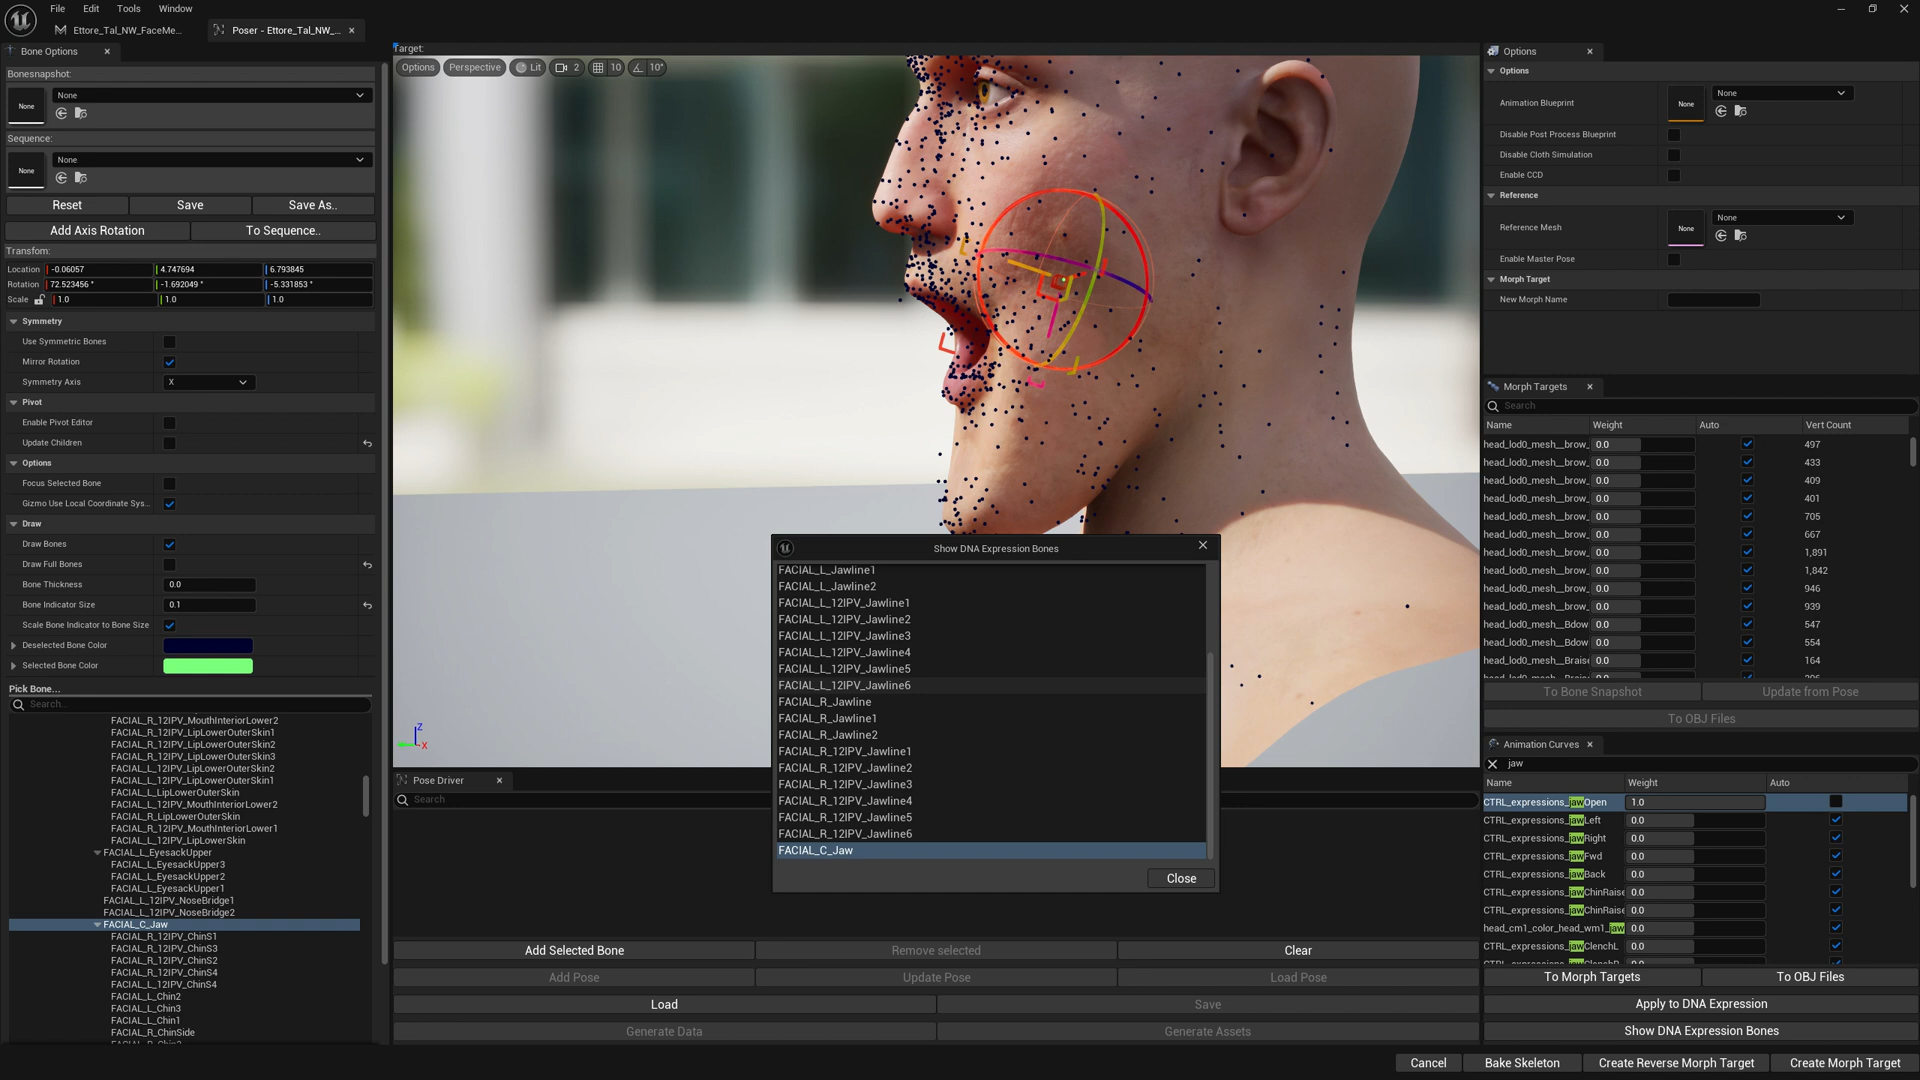 File Edit Tools Window
Ettore_Tal_NW_FaceMe...
Poser - Ettore_Tal_NW_...
Bone Options
Bonesnapshot:
None
None
Sequence:
None
None
Reset
Save
Save As..
Add Axis Rotation
To Sequence..
Transfom:
Location -0.06057 4.747694 6.793845
Rotation 72.523456 ° -1.692049 ° -5.331853 °
Scale 1.0 1.0 1.0
Symmetry
Use Symmetric Bones
Mirror Rotation
Symmetry Axis X
Pivot
Enable Pivot Editor
Update Children
Options
Focus Selected Bone
Gizmo Use Local Coordinate Sys...
Draw
Draw Bones
Draw Full Bones
Bone Thickness 0.0
Bone Indicator Size 0.1
Scale Bone Indicator to Bone Size
Deselected Bone Color
Selected Bone Color
Pick Bone...
Search...
FACIAL_R_12IPV_MouthInteriorLower2
FACIAL_R_12IPV_LipLowerOuterSkin1
FACIAL_R_12IPV_LipLowerOuterSkin2
FACIAL_R_12IPV_LipLowerOuterSkin3
FACIAL_L_12IPV_LipLowerOuterSkin2
FACIAL_L_12IPV_LipLowerOuterSkin1
FACIAL_L_LipLowerOuterSkin
FACIAL_L_12IPV_MouthInteriorLower2
FACIAL_R_LipLowerOuterSkin
FACIAL_L_12IPV_MouthInteriorLower1
FACIAL_L_12IPV_LipLowerSkin
FACIAL_L_EyesackUpper
FACIAL_L_EyesackUpper3
FACIAL_L_EyesackUpper2
FACIAL_L_EyesackUpper1
FACIAL_L_12IPV_NoseBridge1
FACIAL_L_12IPV_NoseBridge2
FACIAL_C_Jaw
FACIAL_R_12IPV_ChinS1
FACIAL_R_12IPV_ChinS3
FACIAL_R_12IPV_ChinS2
FACIAL_R_12IPV_ChinS4
FACIAL_L_12IPV_ChinS4
FACIAL_L_Chin2
FACIAL_L_Chin3
FACIAL_L_Chin1
FACIAL_R_ChinSide
Target:
Options Perspective Lit 2 10 10°
Z
X
Show DNA Expression Bones
FACIAL_L_Jawline1
FACIAL_L_Jawline2
FACIAL_L_12IPV_Jawline1
FACIAL_L_12IPV_Jawline2
FACIAL_L_12IPV_Jawline3
FACIAL_L_12IPV_Jawline4
FACIAL_L_12IPV_Jawline5
FACIAL_L_12IPV_Jawline6
FACIAL_R_Jawline
FACIAL_R_Jawline1
FACIAL_R_Jawline2
FACIAL_R_12IPV_Jawline1
FACIAL_R_12IPV_Jawline2
FACIAL_R_12IPV_Jawline3
FACIAL_R_12IPV_Jawline4
FACIAL_R_12IPV_Jawline5
FACIAL_R_12IPV_Jawline6
FACIAL_C_Jaw
Close
Pose Driver
Search
Add Selected Bone
Remove selected
Clear
Add Pose
Update Pose
Load Pose
Load
Save
Generate Data
Generate Assets
Options
Options
Animation Blueprint None None
Disable Post Process Blueprint
Disable Cloth Simulation
Enable CCD
Reference
Reference Mesh None None
Enable Master Pose
Morph Target
New Morph Name
Morph Targets
Search
Name Weight Auto Vert Count
head_lod0_mesh__brow_ 0.0 497
head_lod0_mesh__brow_ 0.0 433
head_lod0_mesh__brow_ 0.0 409
head_lod0_mesh__brow_ 0.0 401
head_lod0_mesh__brow_ 0.0 705
head_lod0_mesh__brow_ 0.0 667
head_lod0_mesh__brow_ 0.0 1,891
head_lod0_mesh__brow_ 0.0 1,842
head_lod0_mesh__brow_ 0.0 946
head_lod0_mesh__brow_ 0.0 939
head_lod0_mesh__Bdow 0.0 547
head_lod0_mesh__Bdow 0.0 554
head_lod0_mesh__Braise 0.0 164
To Bone Snapshot
Update from Pose
To OBJ Files
Animation Curves
jaw
Name Weight Auto
CTRL_expressions_jawOpen 1.0
CTRL_expressions_jawLeft 0.0
CTRL_expressions_jawRight 0.0
CTRL_expressions_jawFwd 0.0
CTRL_expressions_jawBack 0.0
CTRL_expressions_jawChinRaise 0.0
CTRL_expressions_jawChinRaise 0.0
head_cm1_color_head_wm1_jaw 0.0
CTRL_expressions_jawClenchL 0.0
To Morph Targets
To OBJ Files
Apply to DNA Expression
Show DNA Expression Bones
Cancel
Bake Skeleton
Create Reverse Morph Target
Create Morph Target